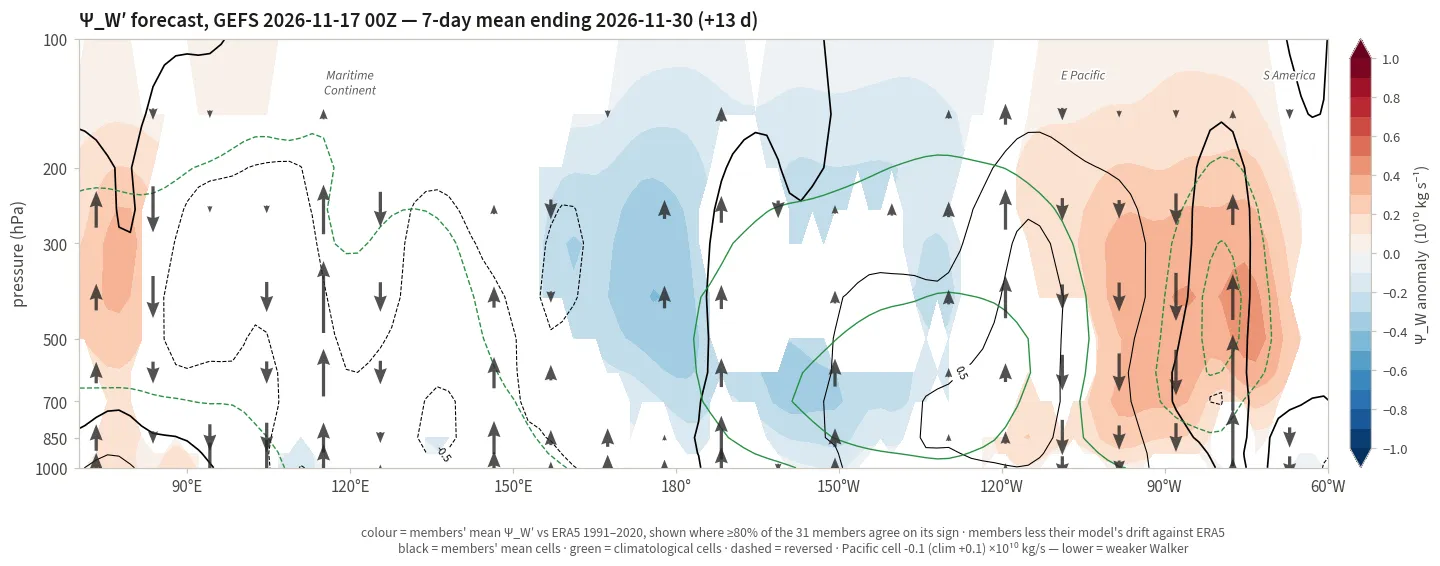 Ψ_W′ forecast, GEFS 2026-11-17 00Z — 7-day mean ending 2026-11-30 (+13 d)
100
200
300
400
500
700
850
1000
pressure (hPa)
Maritime
Continent
E Pacific
S America
0.5
-0.5
90°E
120°E
150°E
180°
150°W
120°W
90°W
60°W
1.0
0.8
0.6
0.4
0.2
0.0
−0.2
−0.4
−0.6
−0.8
−1.0
Ψ_W anomaly (10¹⁰ kg s⁻¹)
colour = members' mean Ψ_W′ vs ERA5 1991–2020, shown where ≥80% of the 31 members agree on its sign · members less their model's drift against ERA5
black = members' mean cells · green = climatological cells · dashed = reversed · Pacific cell -0.1 (clim +0.1) ×10¹⁰ kg/s — lower = weaker Walker